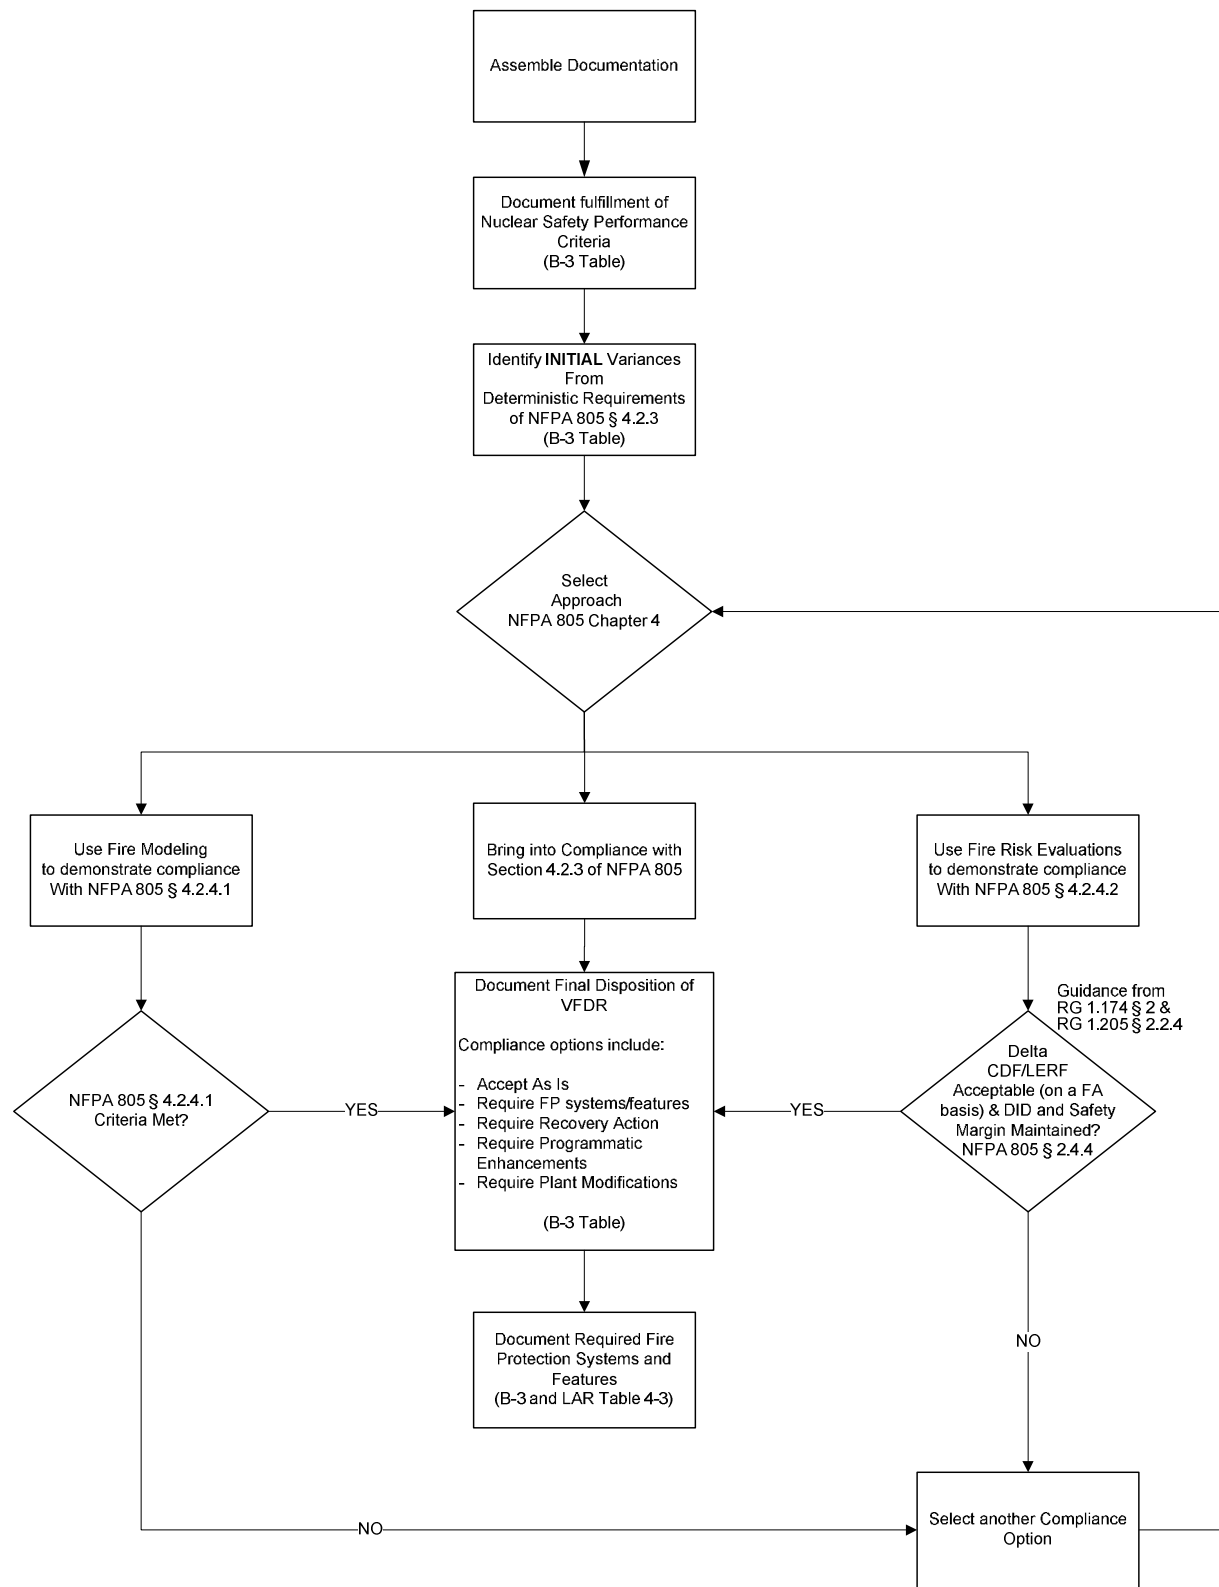 Assemble Documentation
Document fulfillment of
Nuclear Safety Performance
Criteria
(B-3 Table)
Identify INITIAL Variances
From
Deterministic Requirements
of NFPA 805 § 4.2.3
(B-3 Table)
Select
Approach
NFPA 805 Chapter 4
Use Fire Modeling
to demonstrate compliance
With NFPA 805 § 4.2.4.1
Bring into Compliance with
Section 4.2.3 of NFPA 805
Use Fire Risk Evaluations
to demonstrate compliance
With NFPA 805 § 4.2.4.2
NFPA 805 § 4.2.4.1
Criteria Met?
YES
Document Final Disposition of
VFDR
Compliance options include:
- Accept As Is
- Require FP systems/features
- Require Recovery Action
- Require Programmatic
Enhancements
- Require Plant Modifications
(B-3 Table)
YES
Guidance from
RG 1.174 § 2 &
RG 1.205 § 2.2.4
Delta
CDF/LERF
Acceptable (on a FA
basis) & DID and Safety
Margin Maintained?
NFPA 805 § 2.4.4
Document Required Fire
Protection Systems and
Features
(B-3 and LAR Table 4-3)
NO
NO
Select another Compliance
Option